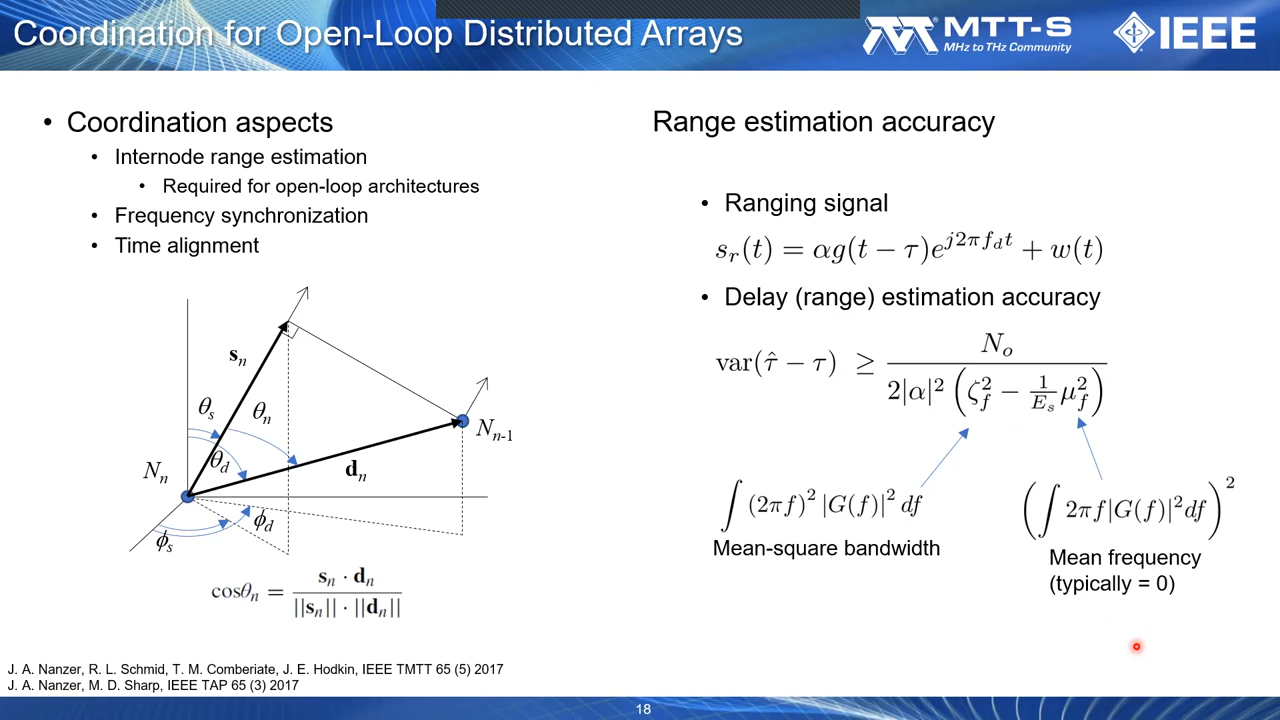 Coordination for Open-Loop Distributed Arrays
MTT-S
MHz to THz Community
IEEE
• Coordination aspects
• Internode range estimation
• Required for open-loop architectures
• Frequency synchronization
• Time alignment
s_n
θ_s
θ_n
θ_d
N_n
d_n
N_{n-1}
ϕ_d
ϕ_s
cosθ_n = (s_n · d_n) / (||s_n|| · ||d_n||)
Range estimation accuracy
• Ranging signal
s_r(t) = αg(t − τ)e^{j2πf_d t} + w(t)
• Delay (range) estimation accuracy
var(τ̂ − τ) ≥ N_o / (2|α|² (ζ_f² − (1/E_s) μ_f²))
∫ (2πf)² |G(f)|² df
Mean-square bandwidth
(∫ 2πf|G(f)|² df)²
Mean frequency
(typically = 0)
J. A. Nanzer, R. L. Schmid, T. M. Comberiate, J. E. Hodkin, IEEE TMTT 65 (5) 2017
J. A. Nanzer, M. D. Sharp, IEEE TAP 65 (3) 2017
18